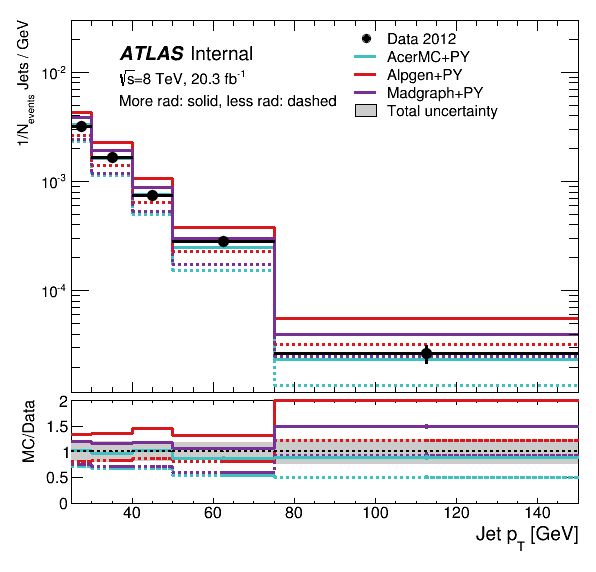 1/N_events Jets / GeV
10^-2
10^-3
10^-4
ATLAS Internal
√s=8 TeV, 20.3 fb^-1
More rad: solid, less rad: dashed
Data 2012
AcerMC+PY
Alpgen+PY
Madgraph+PY
Total uncertainty
MC/Data
2
1.5
1
0.5
0
40 60 80 100 120 140
Jet p_T [GeV]